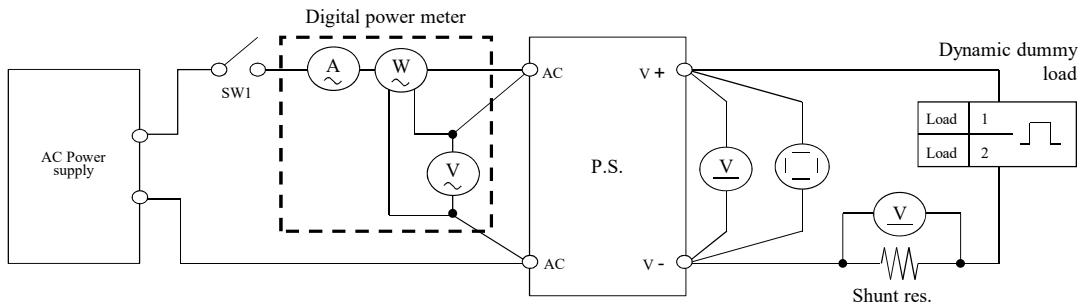 Digital power meter
Dynamic dummy
load
A
W
SW1
AC
V +
Load 1
Load 2
AC Power
supply
V
P.S.
V
V
AC
V -
Shunt res.